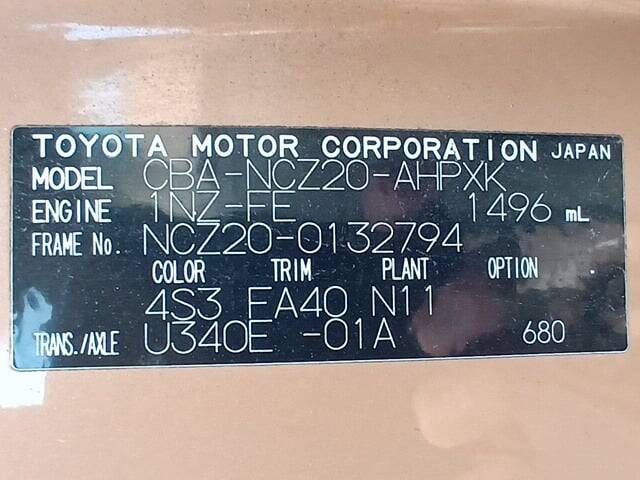 TOYOTA MOTOR CORPORATION JAPAN
MODEL CBA-NCZ20-AHPXK
ENGINE 1NZ-FE 1496 mL
FRAME No. NCZ20-0132794
COLOR TRIM PLANT OPTION
4S3 FA40 N11
TRANS./AXLE U340E -01A 680